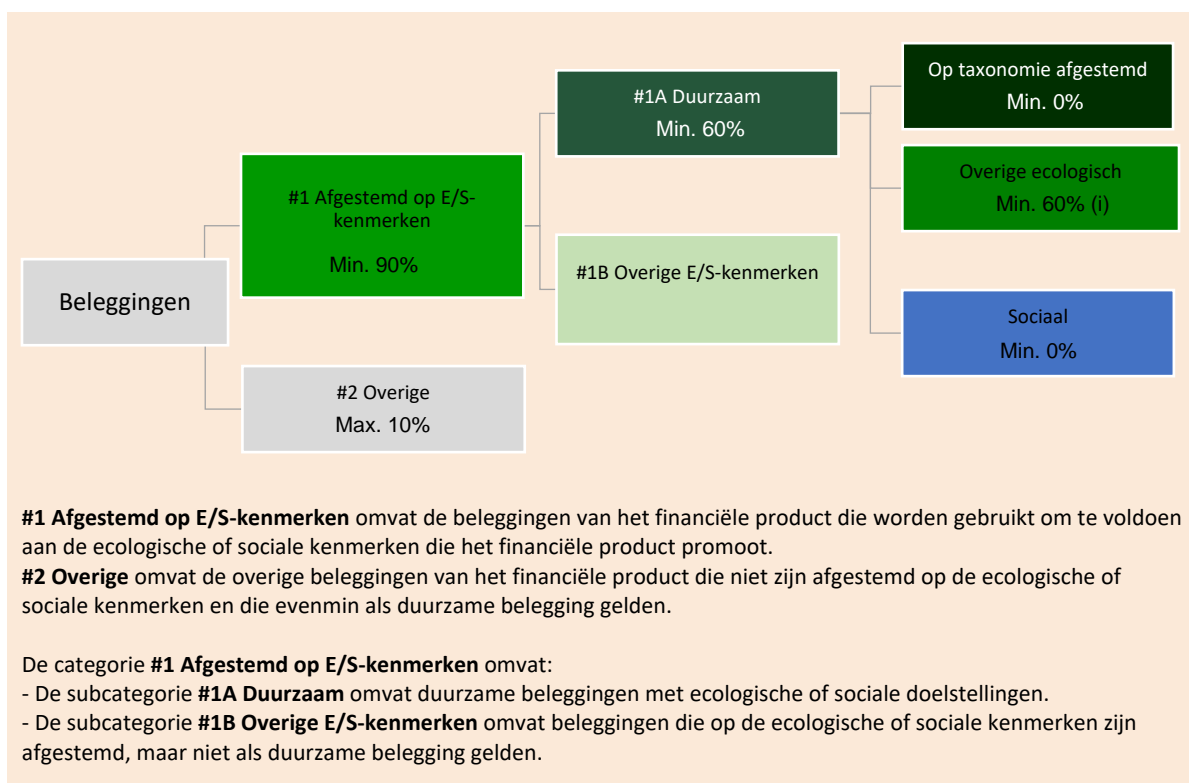 Beleggingen
#1 Afgestemd op E/S-
kenmerken
Min. 90%
#2 Overige
Max. 10%
#1A Duurzaam
Min. 60%
#1B Overige E/S-kenmerken
Op taxonomie afgestemd
Min. 0%
Overige ecologisch
Min. 60% (i)
Sociaal
Min. 0%
#1 Afgestemd op E/S-kenmerken omvat de beleggingen van het financiële product die worden gebruikt om te voldoen
aan de ecologische of sociale kenmerken die het financiële product promoot.
#2 Overige omvat de overige beleggingen van het financiële product die niet zijn afgestemd op de ecologische of
sociale kenmerken en die evenmin als duurzame belegging gelden.
De categorie #1 Afgestemd op E/S-kenmerken omvat:
- De subcategorie #1A Duurzaam omvat duurzame beleggingen met ecologische of sociale doelstellingen.
- De subcategorie #1B Overige E/S-kenmerken omvat beleggingen die op de ecologische of sociale kenmerken zijn
afgestemd, maar niet als duurzame belegging gelden.